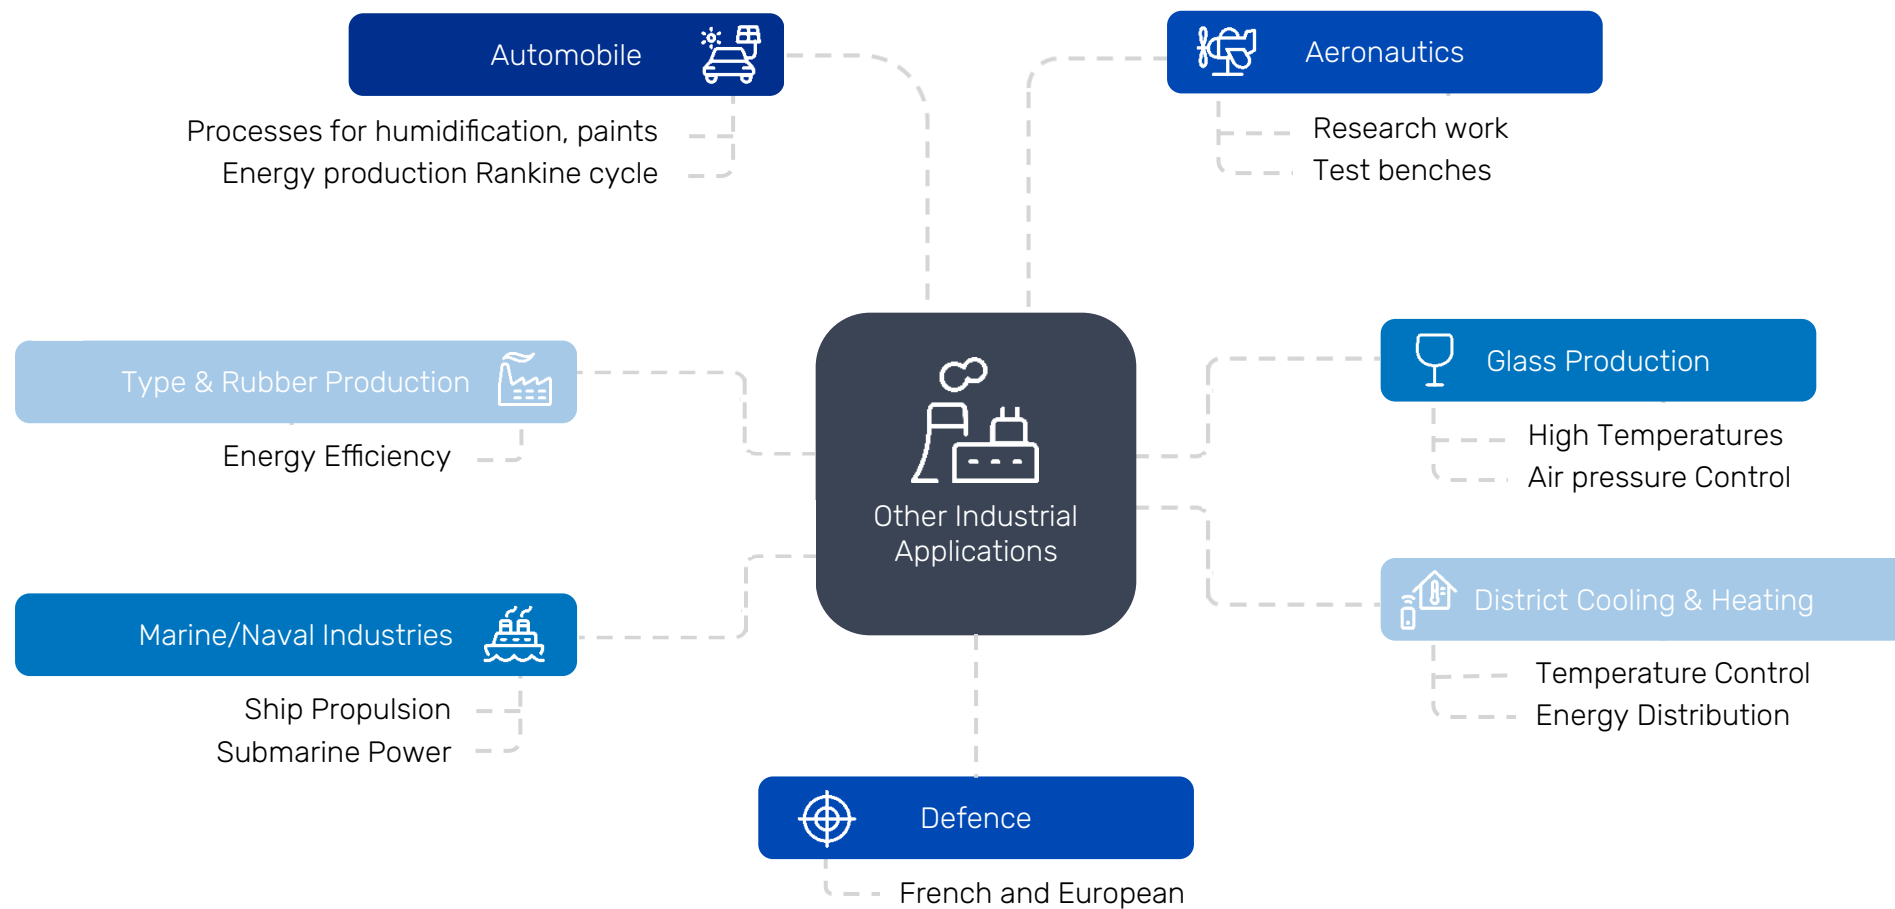 Automobile
Processes for humidification, paints
Energy production Rankine cycle
Aeronautics
Research work
Test benches
Type & Rubber Production
Energy Efficiency
Other Industrial
Applications
Glass Production
High Temperatures
Air pressure Control
Marine/Naval Industries
Ship Propulsion
Submarine Power
District Cooling & Heating
Temperature Control
Energy Distribution
Defence
French and European